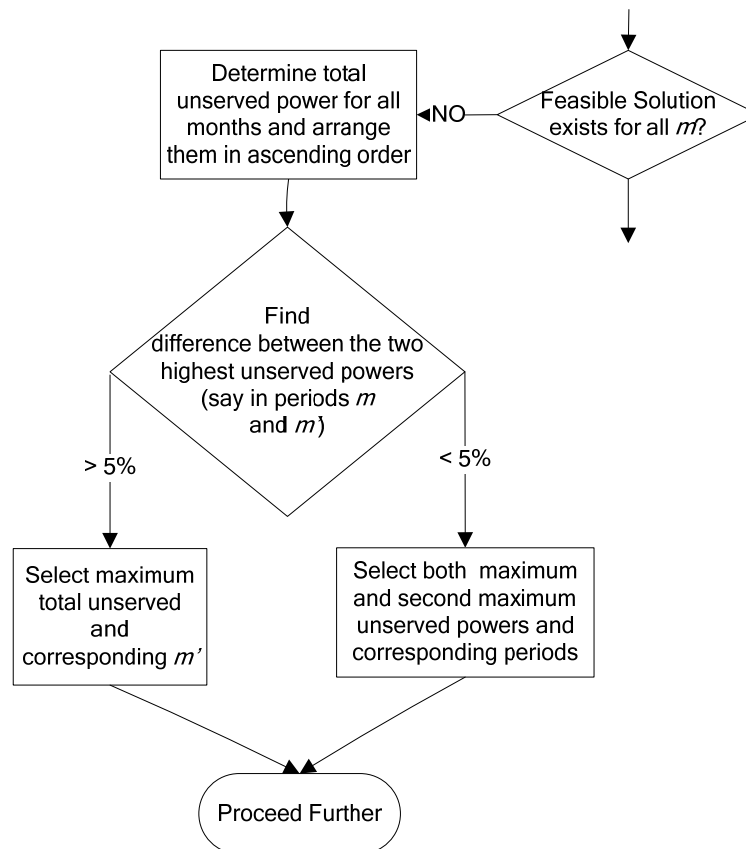 Determine total
unserved power for all
months and arrange
them in ascending order
NO
Feasible Solution
exists for all m?
Find
difference between the two
highest unserved powers
(say in periods m
and m')
> 5%
< 5%
Select maximum
total unserved
and
corresponding m'
Select both maximum
and second maximum
unserved powers and
corresponding periods
Proceed Further